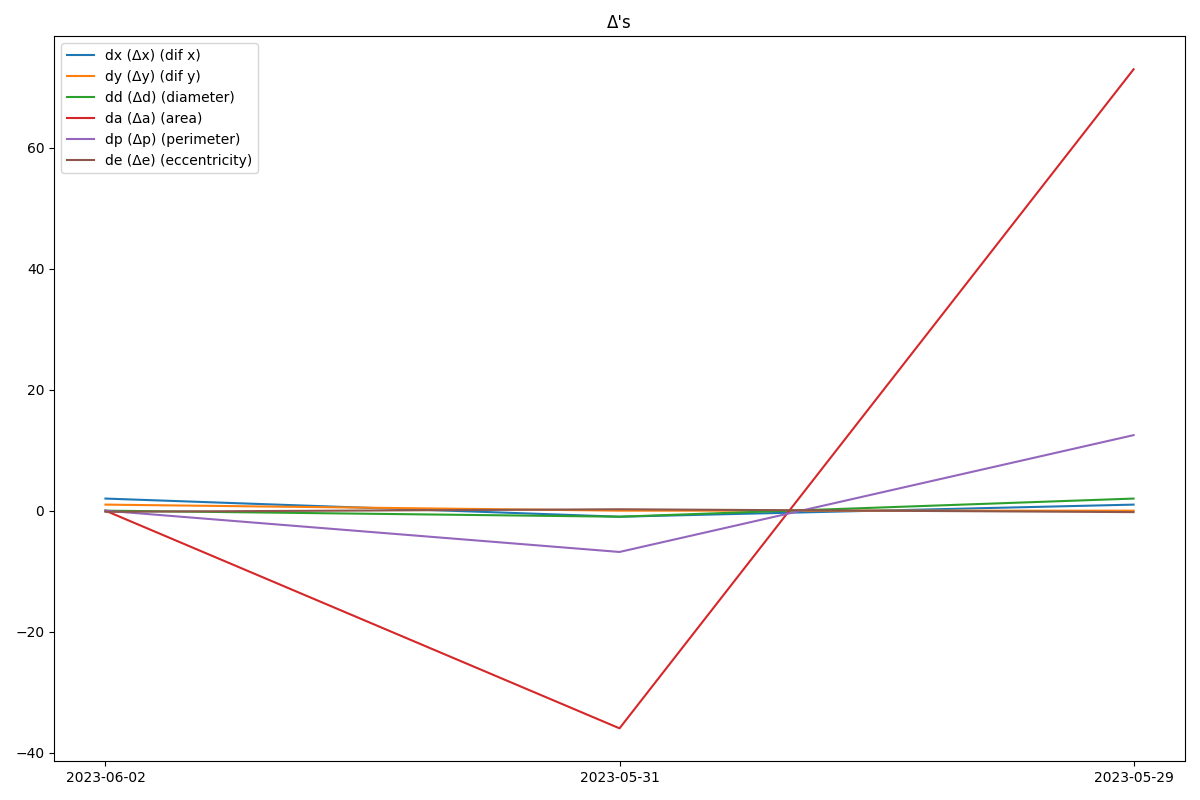 Δ's
dx (Δx) (dif x)
dy (Δy) (dif y)
dd (Δd) (diameter)
da (Δa) (area)
dp (Δp) (perimeter)
de (Δe) (eccentricity)
60
40
20
0
−20
−40
2023-06-02 2023-05-31 2023-05-29